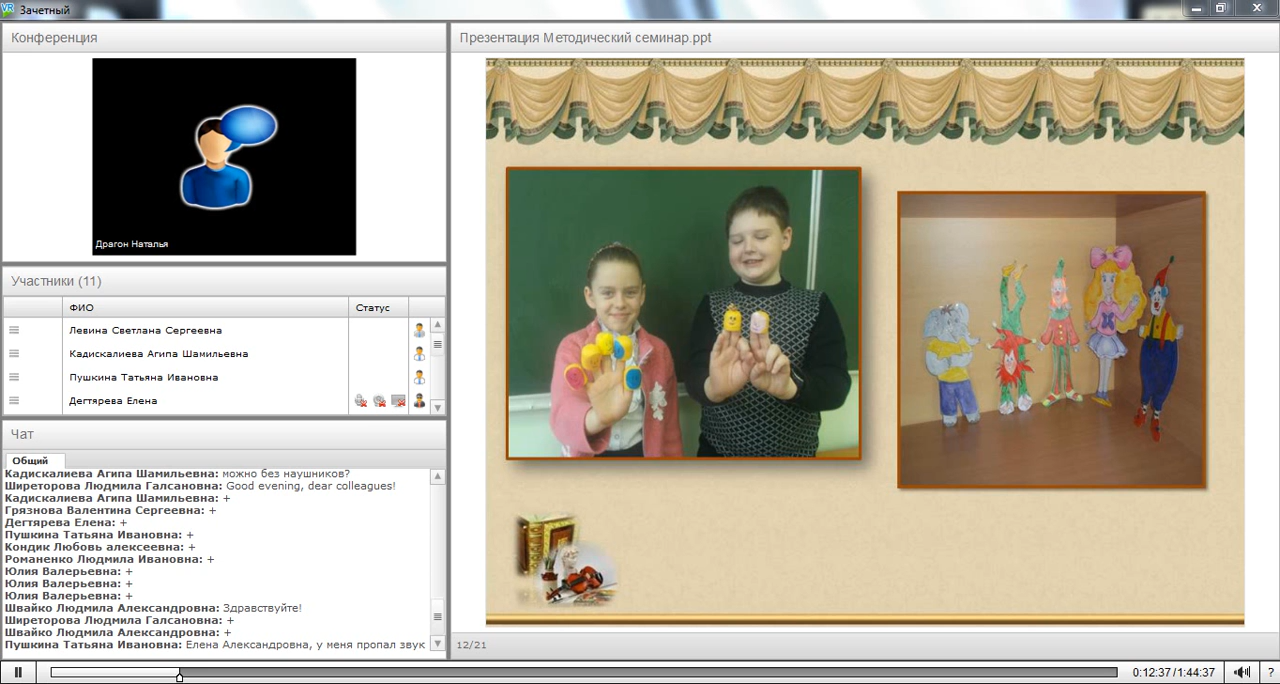 VR Зачетный
Конференция
Драгон Наталья
Участники (11)
ФИО Статус
Левина Светлана Сергеевна
Кадискалиева Агипа Шамильевна
Пушкина Татьяна Ивановна
Дегтярева Елена
Чат
Общий
Кадискалиева Агипа Шамильевна: можно без наушников?
Ширеторова Людмила Галсановна: Good evening, dear colleagues!
Кадискалиева Агипа Шамильевна: +
Грязнова Валентина Сергеевна: +
Дегтярева Елена: +
Пушкина Татьяна Ивановна: +
Кондик Любовь алексеевна: +
Романенко Людмила Ивановна: +
Юлия Валерьевна: +
Юлия Валерьевна: +
Юлия Валерьевна: +
Швайко Людмила Александровна: Здравствуйте!
Ширеторова Людмила Галсановна: +
Швайко Людмила Александровна: +
Пушкина Татьяна Ивановна: Елена Александровна, у меня пропал звук
Презентация Методический семинар.ppt
12/21
0:12:37/1:44:37 ?